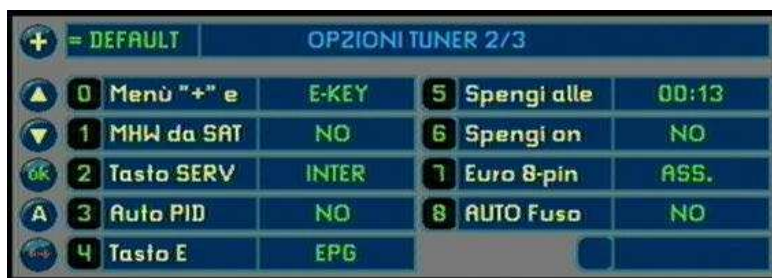 + = DEFAULT OPZIONI TUNER 2/3
0 Menù "+" e E-KEY 5 Spengi alle 00:13
1 MHW da SAT NO 6 Spengi on NO
ok 2 Tasto SERV INTER 7 Euro 8-pin ASS.
A 3 Auto PID NO 8 AUTO Fuso NO
4 Tasto E EPG